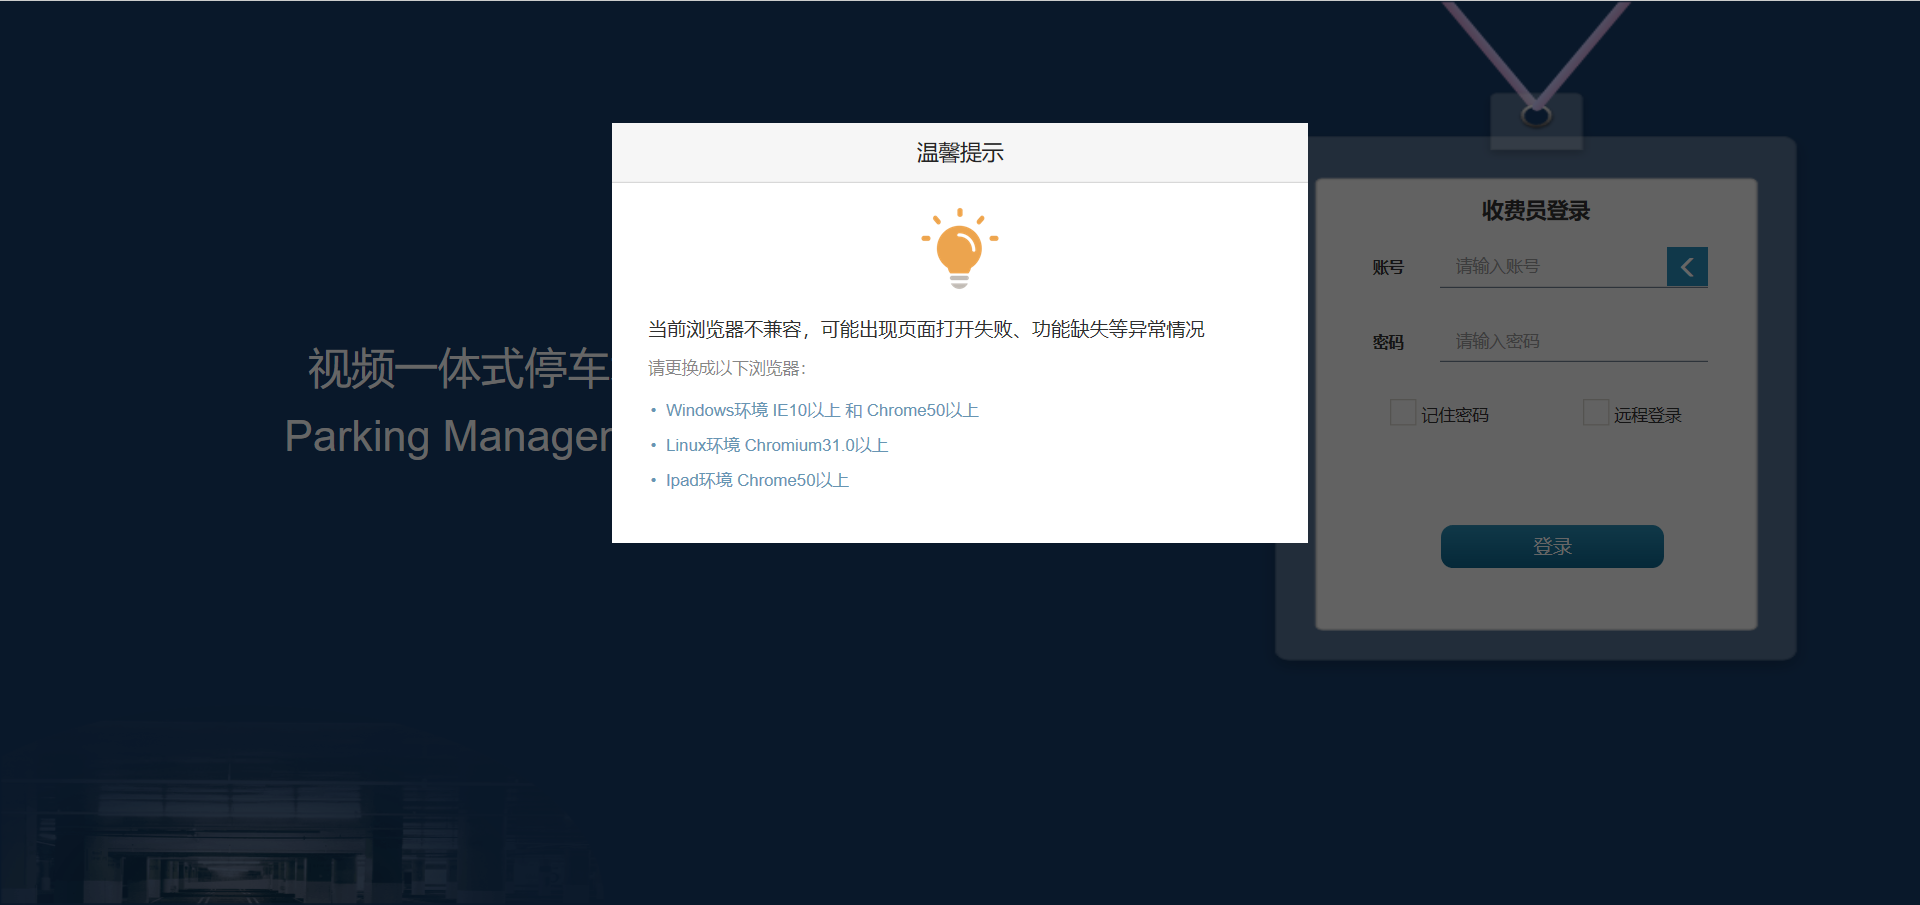 温馨提示
当前浏览器不兼容，可能出现页面打开失败、功能缺失等异常情况
请更换成以下浏览器：
• Windows环境 IE10以上 和 Chrome50以上
• Linux环境 Chromium31.0以上
• Ipad环境 Chrome50以上
视频一体式停车
Parking Manager
收费员登录
账号 请输入账号
密码 请输入密码
记住密码 远程登录
登录